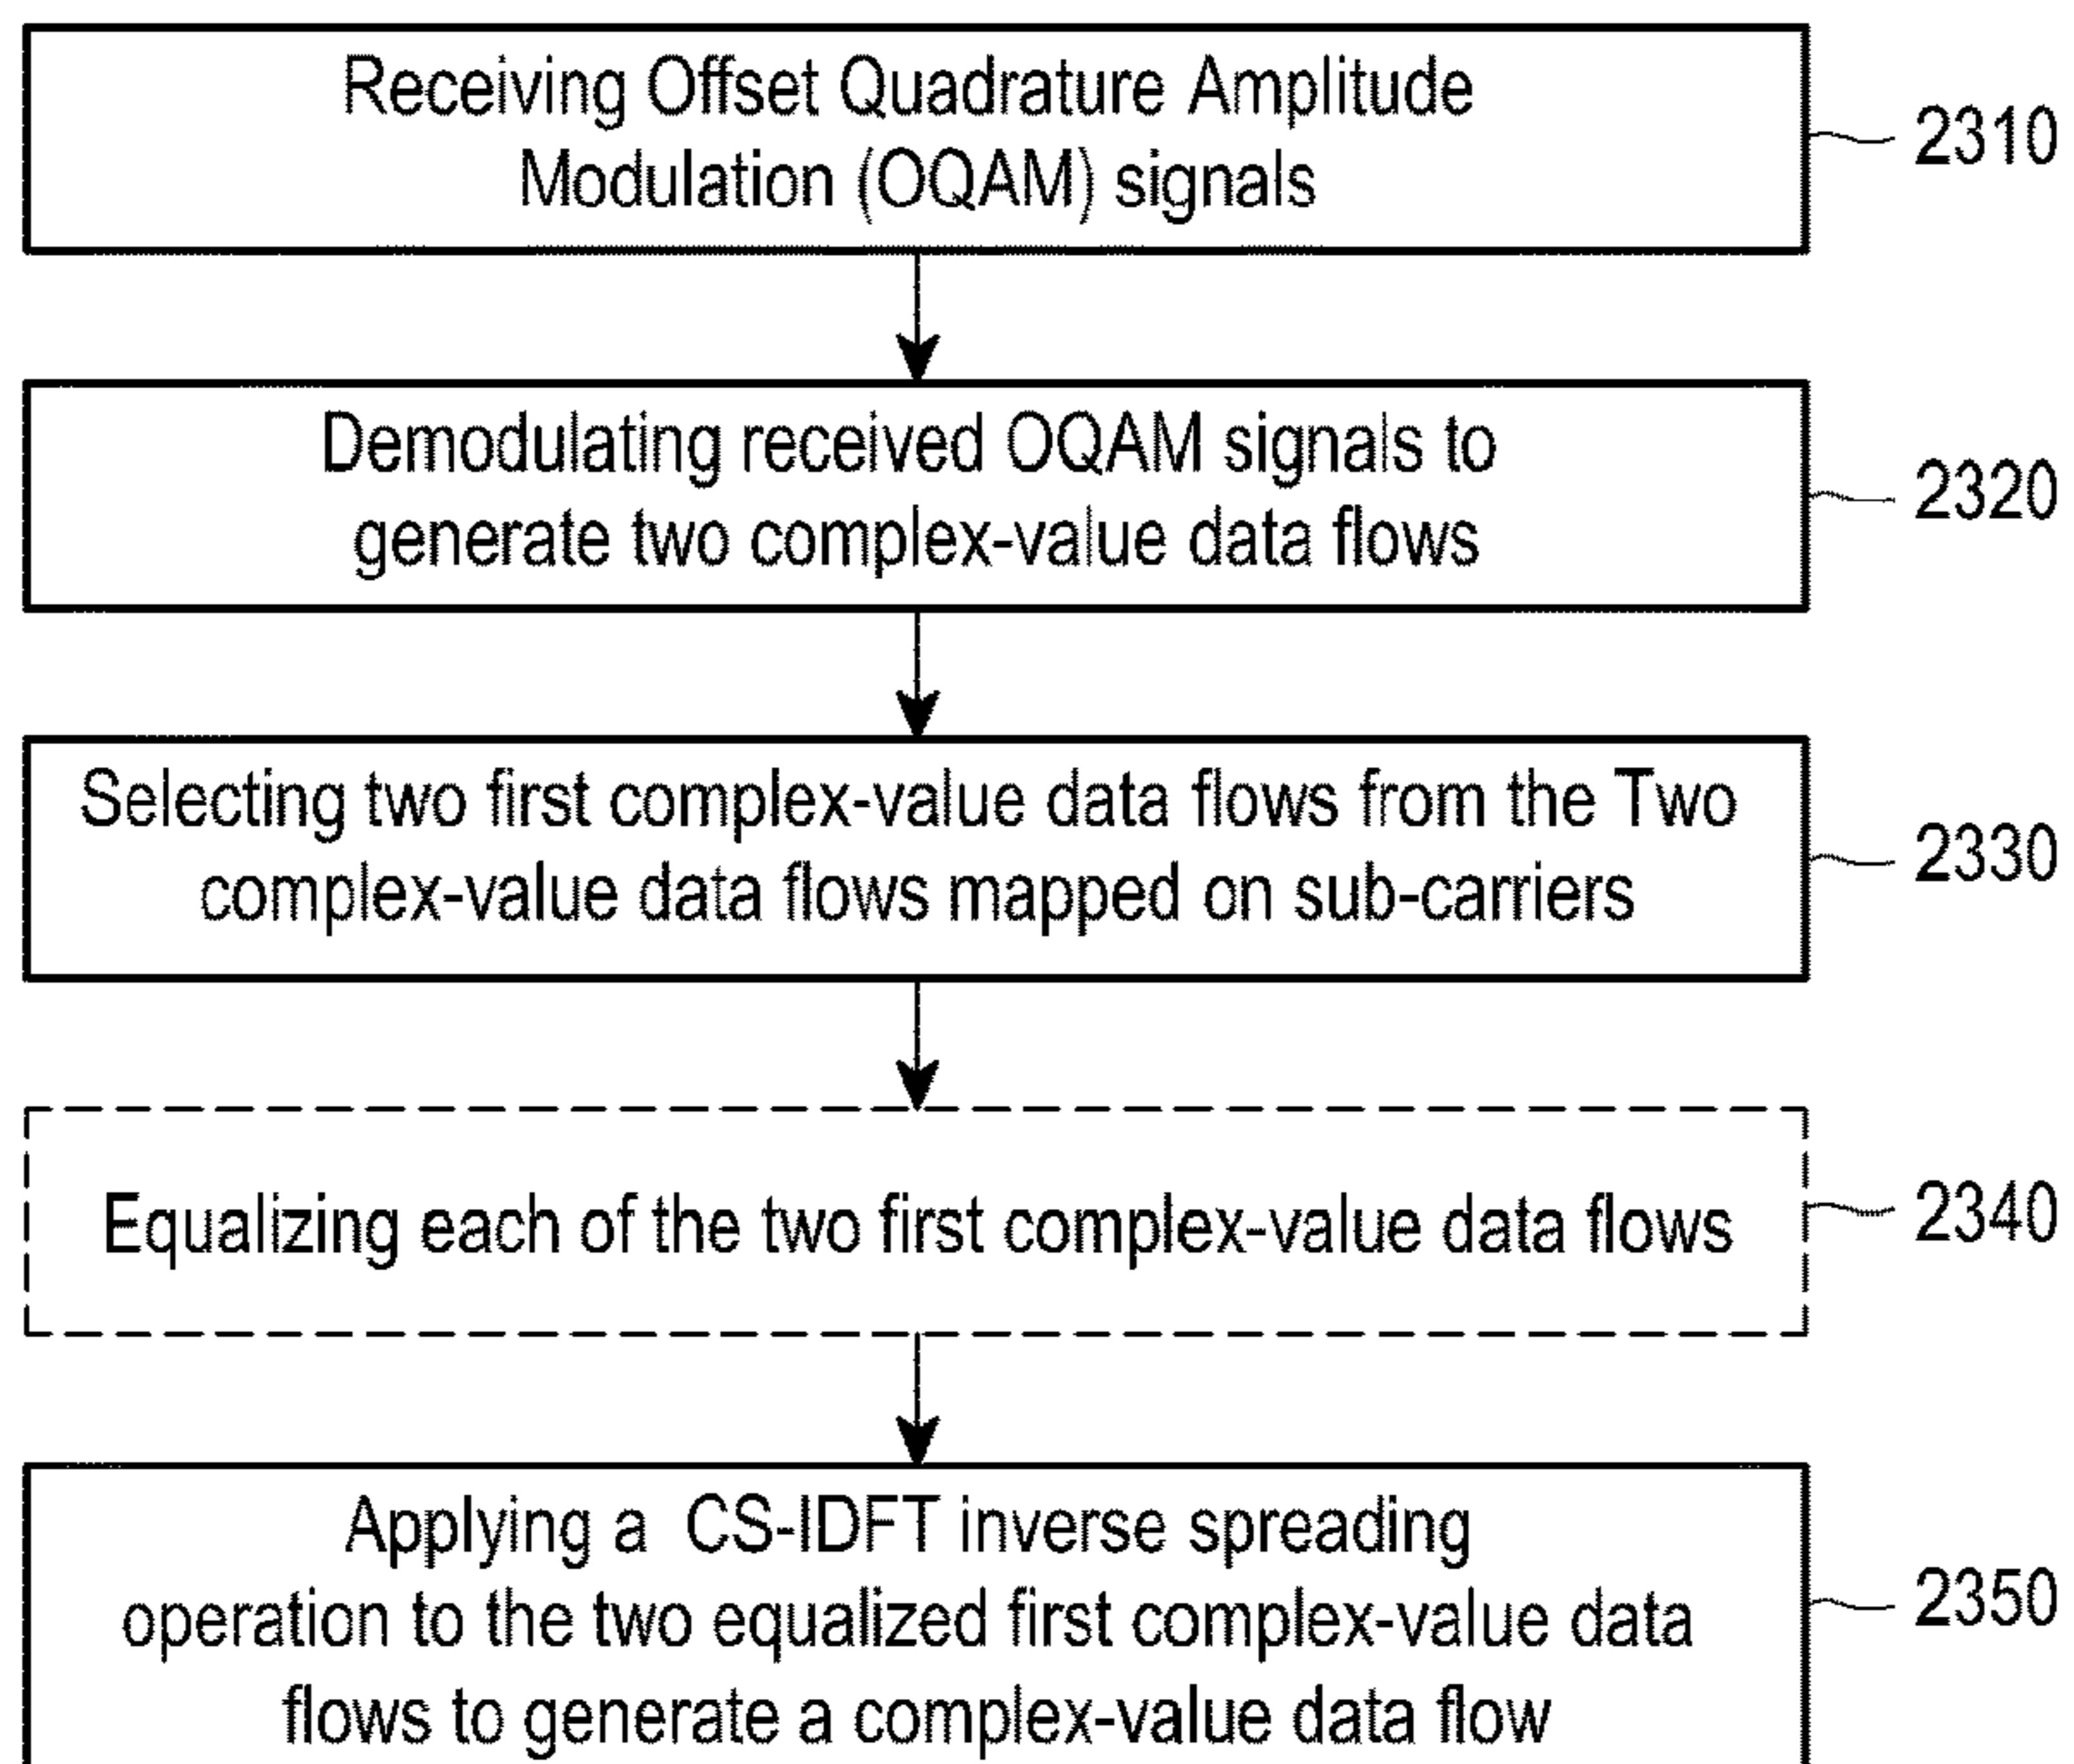 Receiving Offset Quadrature Amplitude
Modulation (OQAM) signals
2310
Demodulating received OQAM signals to
generate two complex-value data flows
2320
Selecting two first complex-value data flows from the Two
complex-value data flows mapped on sub-carriers
2330
Equalizing each of the two first complex-value data flows
2340
Applying a CS-IDFT inverse spreading
operation to the two equalized first complex-value data
flows to generate a complex-value data flow
2350